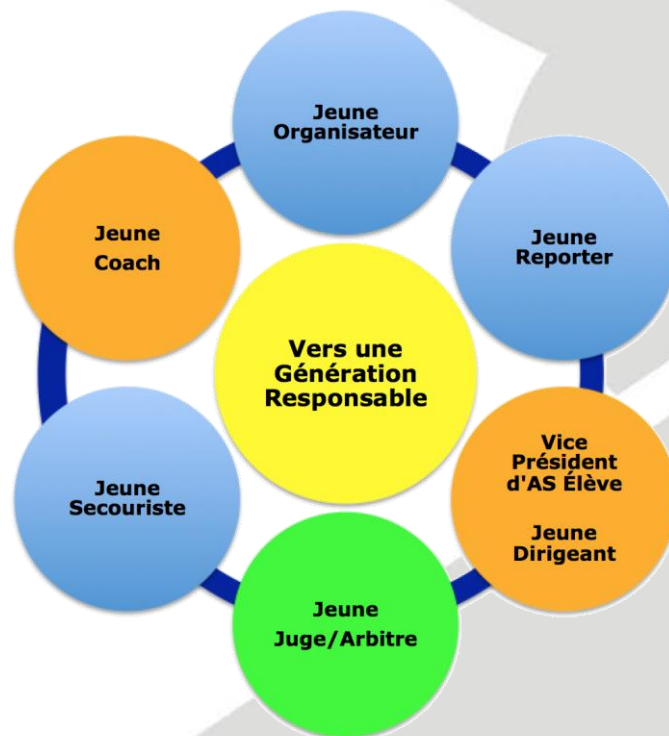 Jeune
Organisateur
Jeune
Reporter
Vice
Président
d'AS Élève
Jeune
Dirigeant
Jeune
Juge/Arbitre
Jeune
Secouriste
Jeune
Coach
Vers une
Génération
Responsable